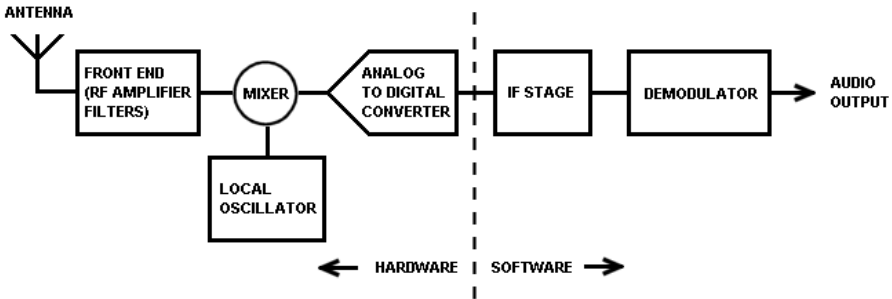 ANTENNA
FRONT END
(RF AMPLIFIER
FILTERS)
MIXER
ANALOG
TO DIGITAL
CONVERTER
IF STAGE
DEMODULATOR
AUDIO
OUTPUT
LOCAL
OSCILLATOR
HARDWARE
SOFTWARE